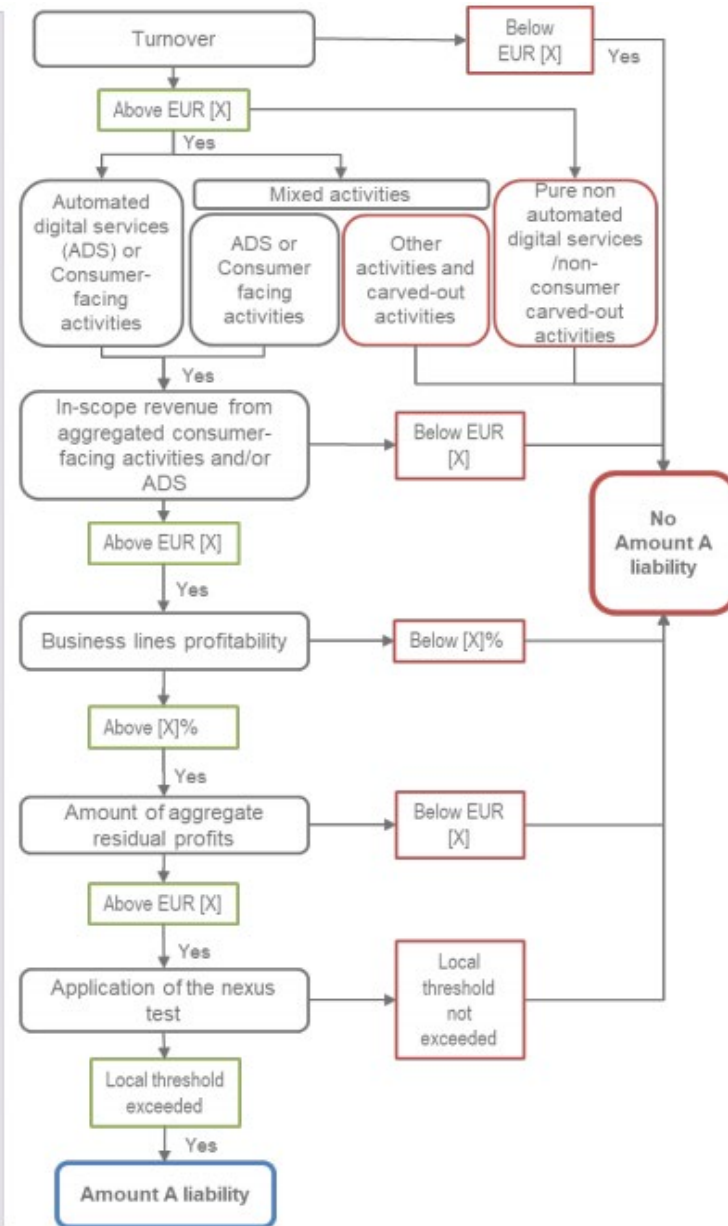 Turnover
Below
EUR [X]
Yes
Above EUR [X]
Yes
Automated
digital services
(ADS) or
Consumer-
facing
activities
Mixed activities
ADS or
Consumer
facing
activities
Other
activities and
carved-out
activities
Pure non
automated
digital services
/non-
consumer
carved-out
activities
Yes
In-scope revenue from
aggregated consumer-
facing activities and/or
ADS
Below EUR
[X]
No
Amount A
liability
Above EUR [X]
Yes
Business lines profitability
Below [X]%
Above [X]%
Yes
Amount of aggregate
residual profits
Below EUR
[X]
Above EUR [X]
Yes
Application of the nexus
test
Local
threshold
not
exceeded
Local threshold
exceeded
Yes
Amount A liability